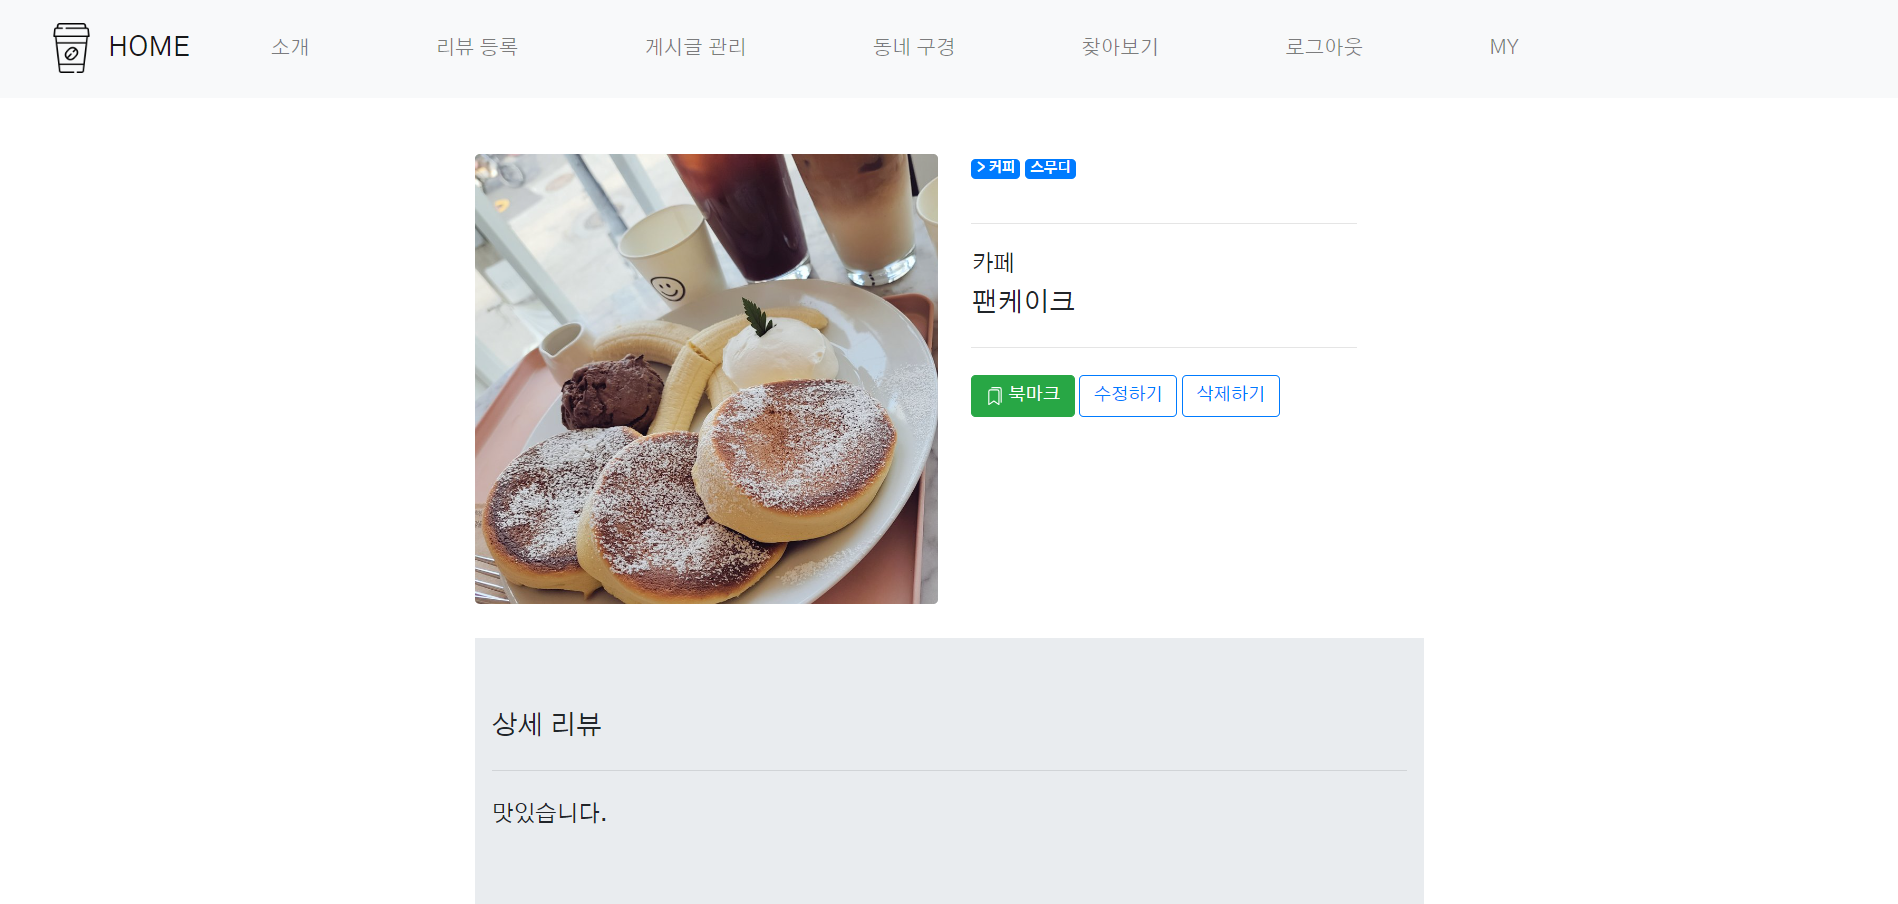 HOME 소개 리뷰 등록 게시글 관리 동네 구경 찾아보기 로그아웃 MY
> 커피 스무디
카페
팬케이크
북마크 수정하기 삭제하기
상세 리뷰
맛있습니다.